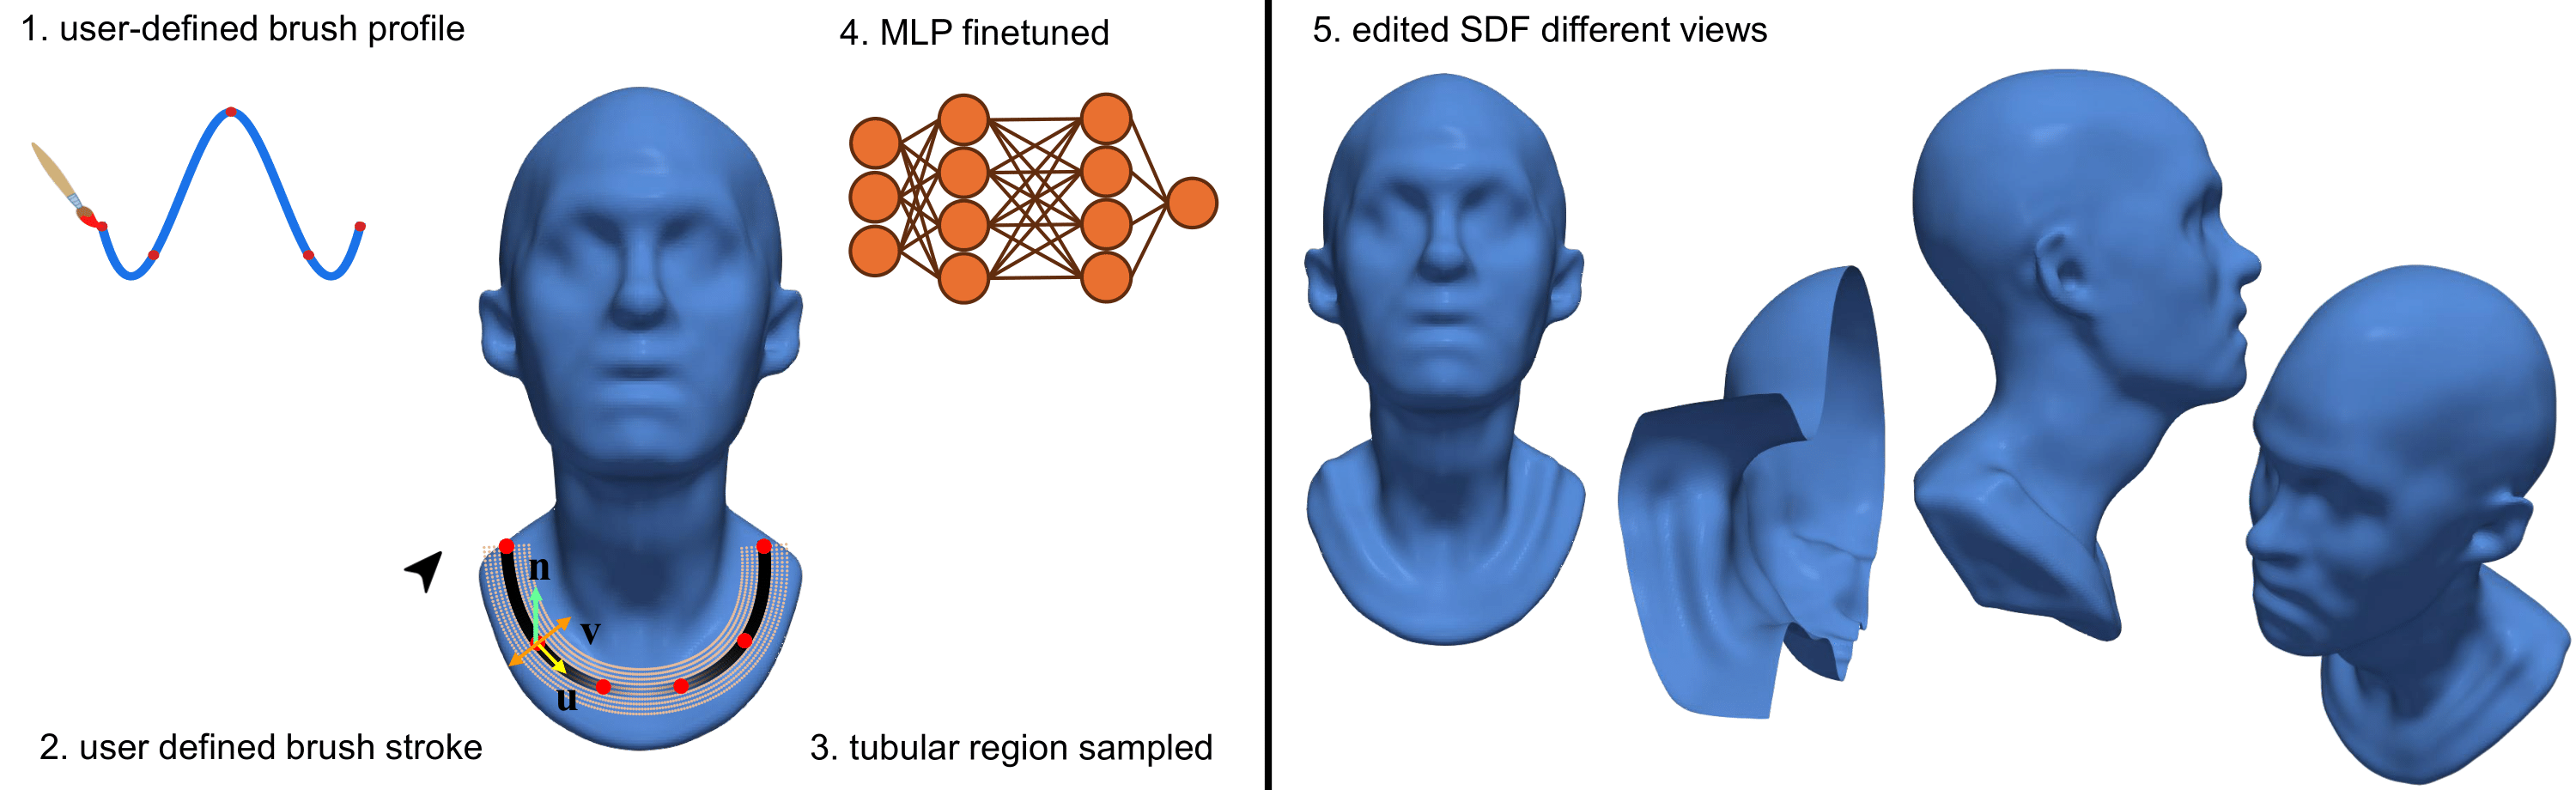 1. user-defined brush profile
4. MLP finetuned
n
v
u
2. user defined brush stroke
3. tubular region sampled
5. edited SDF different views